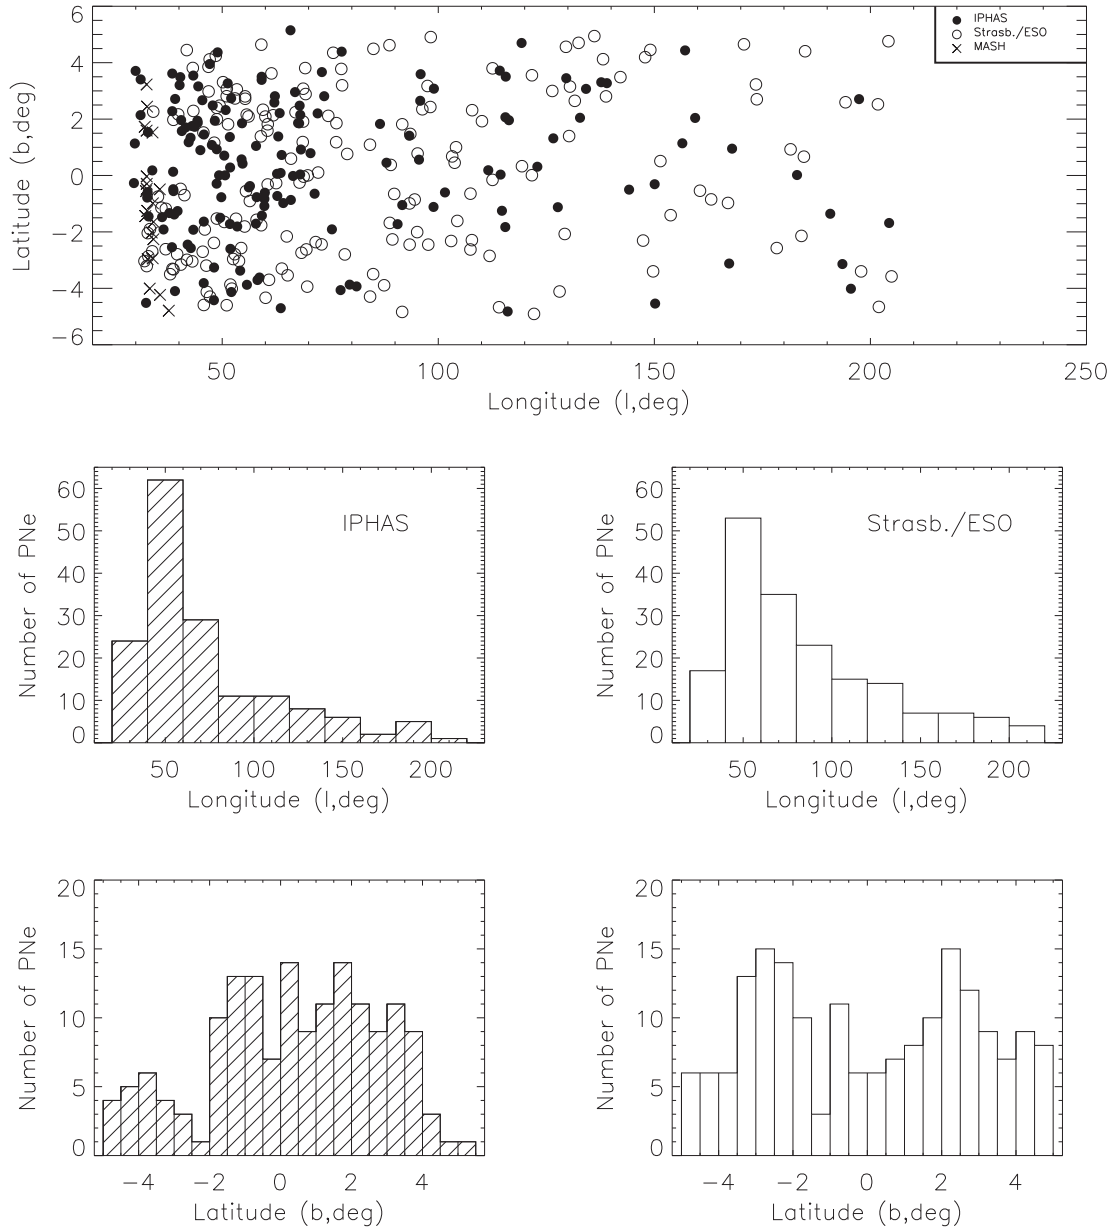 6
4
2
0
−2
−4
−6
Latitude (b,deg)
IPHAS
Strasb./ESO
MASH
50 100 150 200 250
Longitude (l,deg)
60
50
40
30
20
10
0
Number of PNe
IPHAS
50 100 150 200
Longitude (l,deg)
60
50
40
30
20
10
0
Number of PNe
Strasb./ESO
50 100 150 200
Longitude (l,deg)
20
15
10
5
0
Number of PNe
−4 −2 0 2 4
Latitude (b,deg)
20
15
10
5
0
Number of PNe
−4 −2 0 2 4
Latitude (b,deg)